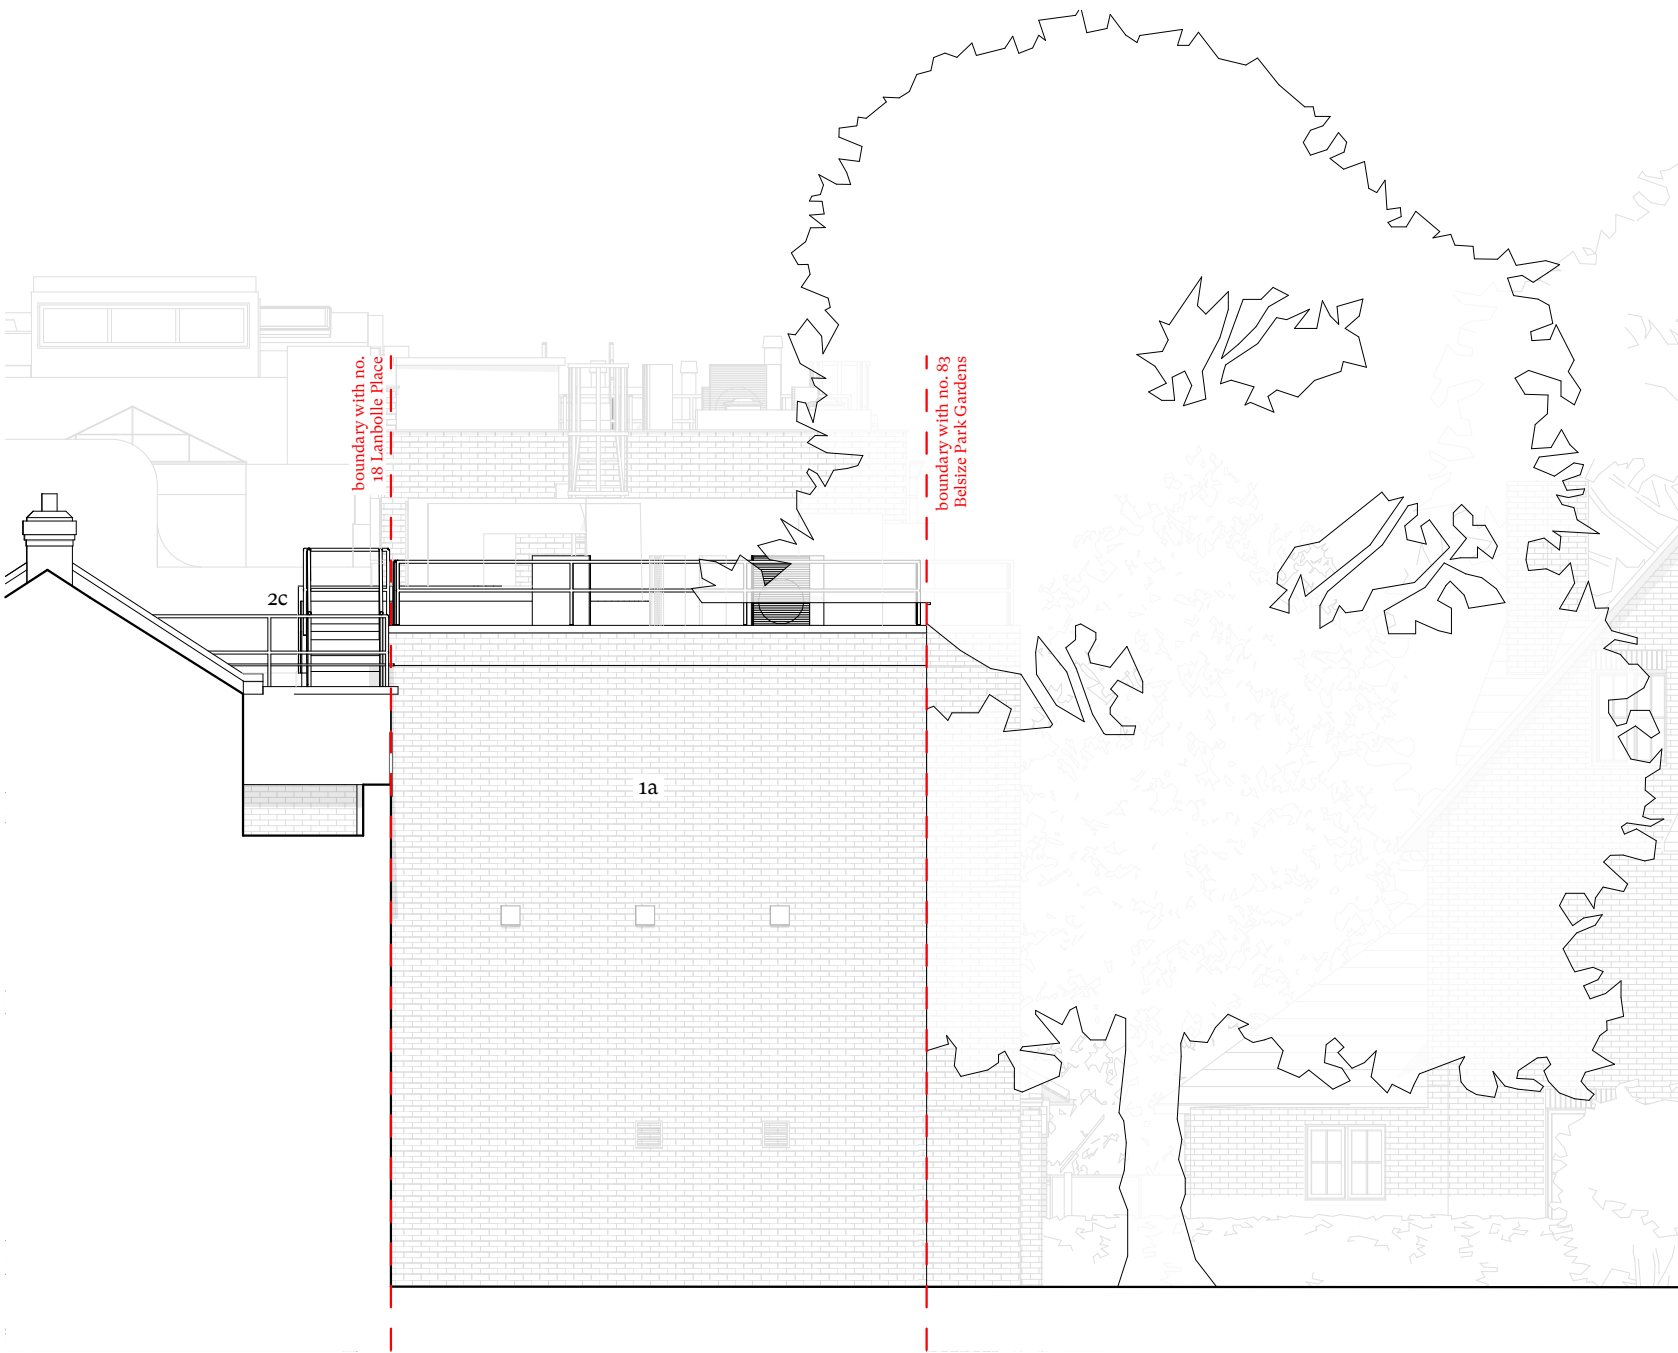 boundary with no.
18 Lanbolle Place
boundary with no. 83
Belsize Park Gardens
2c
1a